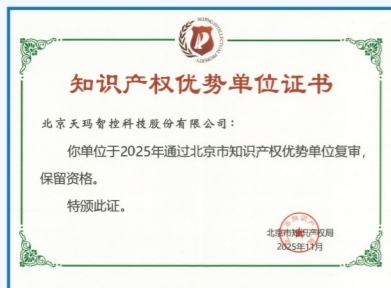 知识产权优势单位证书
北京天玛智控科技股份有限公司：
你单位于2025年通过北京市知识产权优势单位复审，
保留资格。
特颁此证。
北京市知识产权局
2025年11月